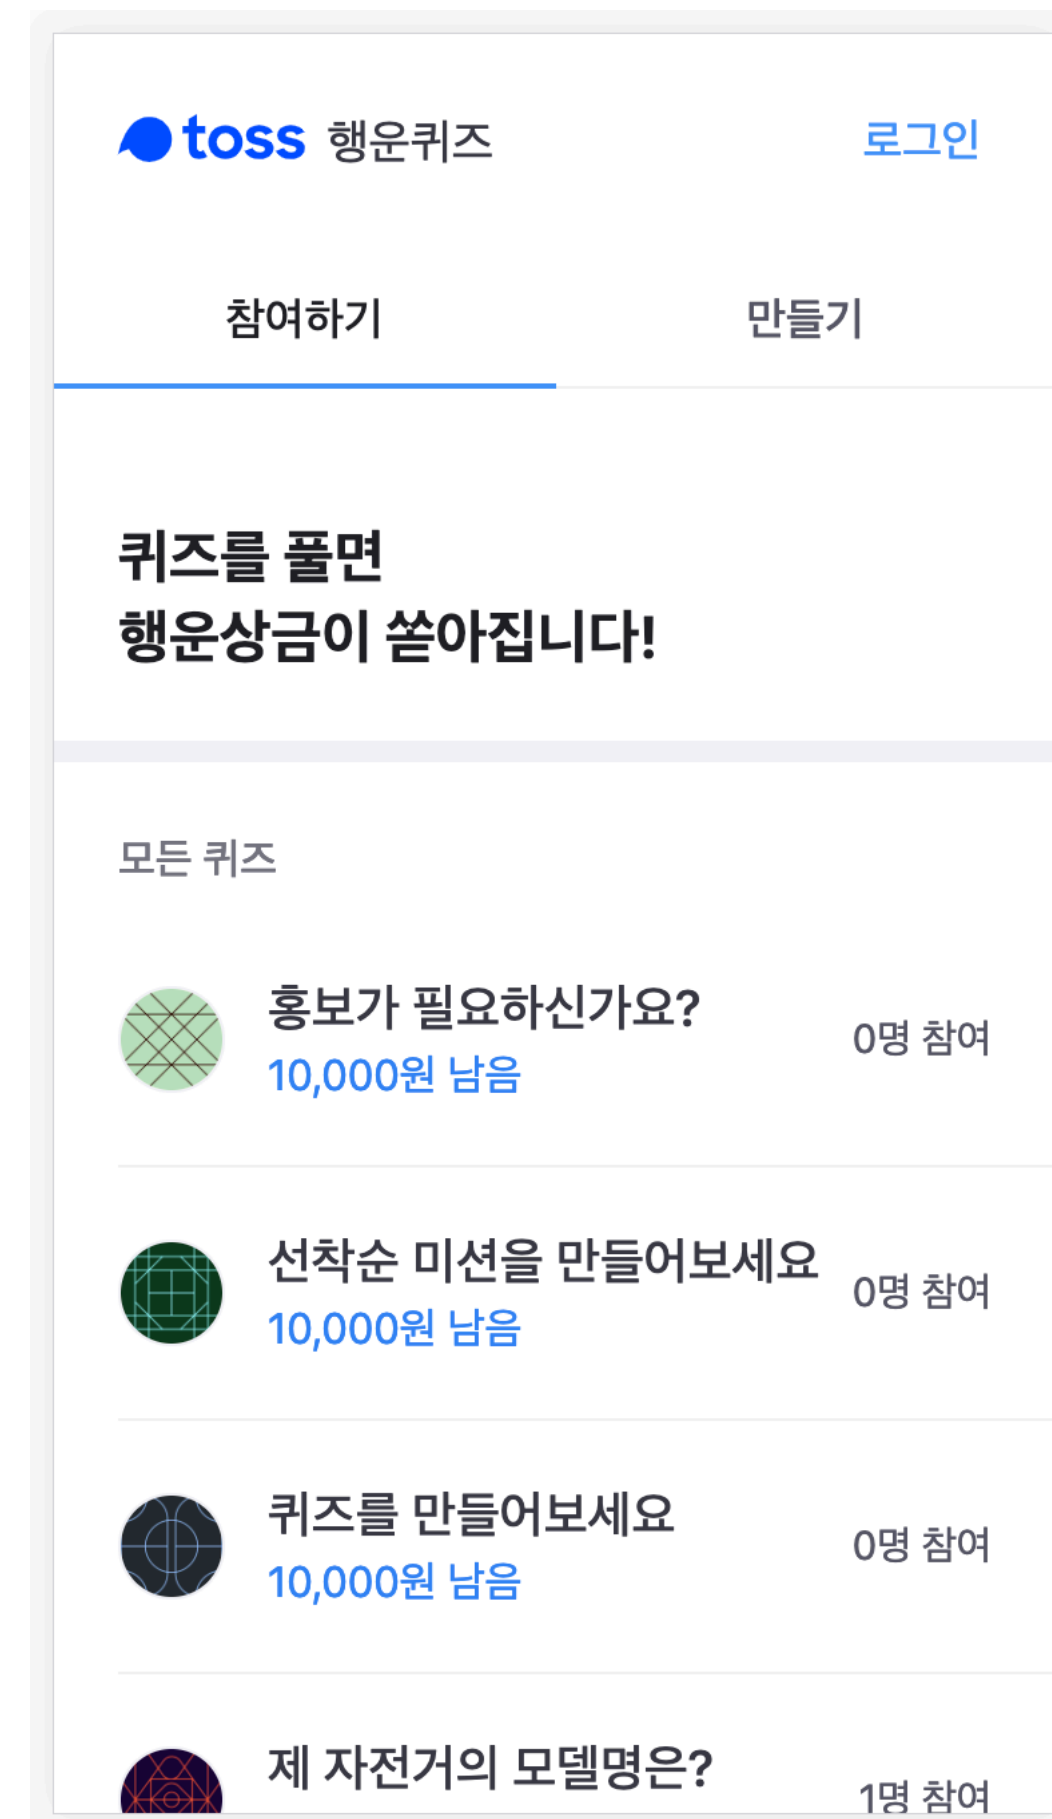 toss 행운퀴즈
로그인
참여하기
만들기
퀴즈를 풀면
행운상금이 쏟아집니다!
모든 퀴즈
홍보가 필요하신가요?
10,000원 남음
0명 참여
선착순 미션을 만들어보세요
10,000원 남음
0명 참여
퀴즈를 만들어보세요
10,000원 남음
0명 참여
제 자전거의 모델명은?
1명 참여